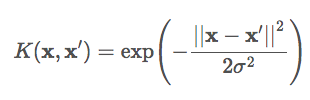 K(x, x′) = exp(−||x − x′||² / 2σ²)